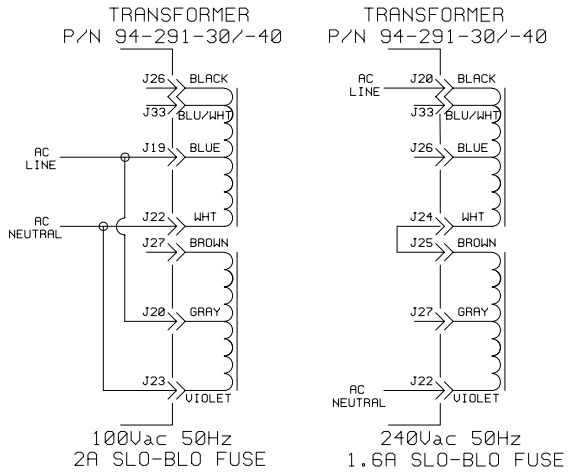 TRANSFORMER
P/N 94-291-30/-40
J26 BLACK
J33 BLU/WHT
AC LINE
J19 BLUE
AC NEUTRAL
J22 WHT
J27 BROWN
J20 GRAY
J23 VIOLET
100Vac 50Hz
2A SLO-BLO FUSE
TRANSFORMER
P/N 94-291-30/-40
AC LINE
J20 BLACK
J33 BLU/WHT
J26 BLUE
J24 WHT
J25 BROWN
J27 GRAY
AC NEUTRAL
J22 VIOLET
240Vac 50Hz
1.6A SLO-BLO FUSE